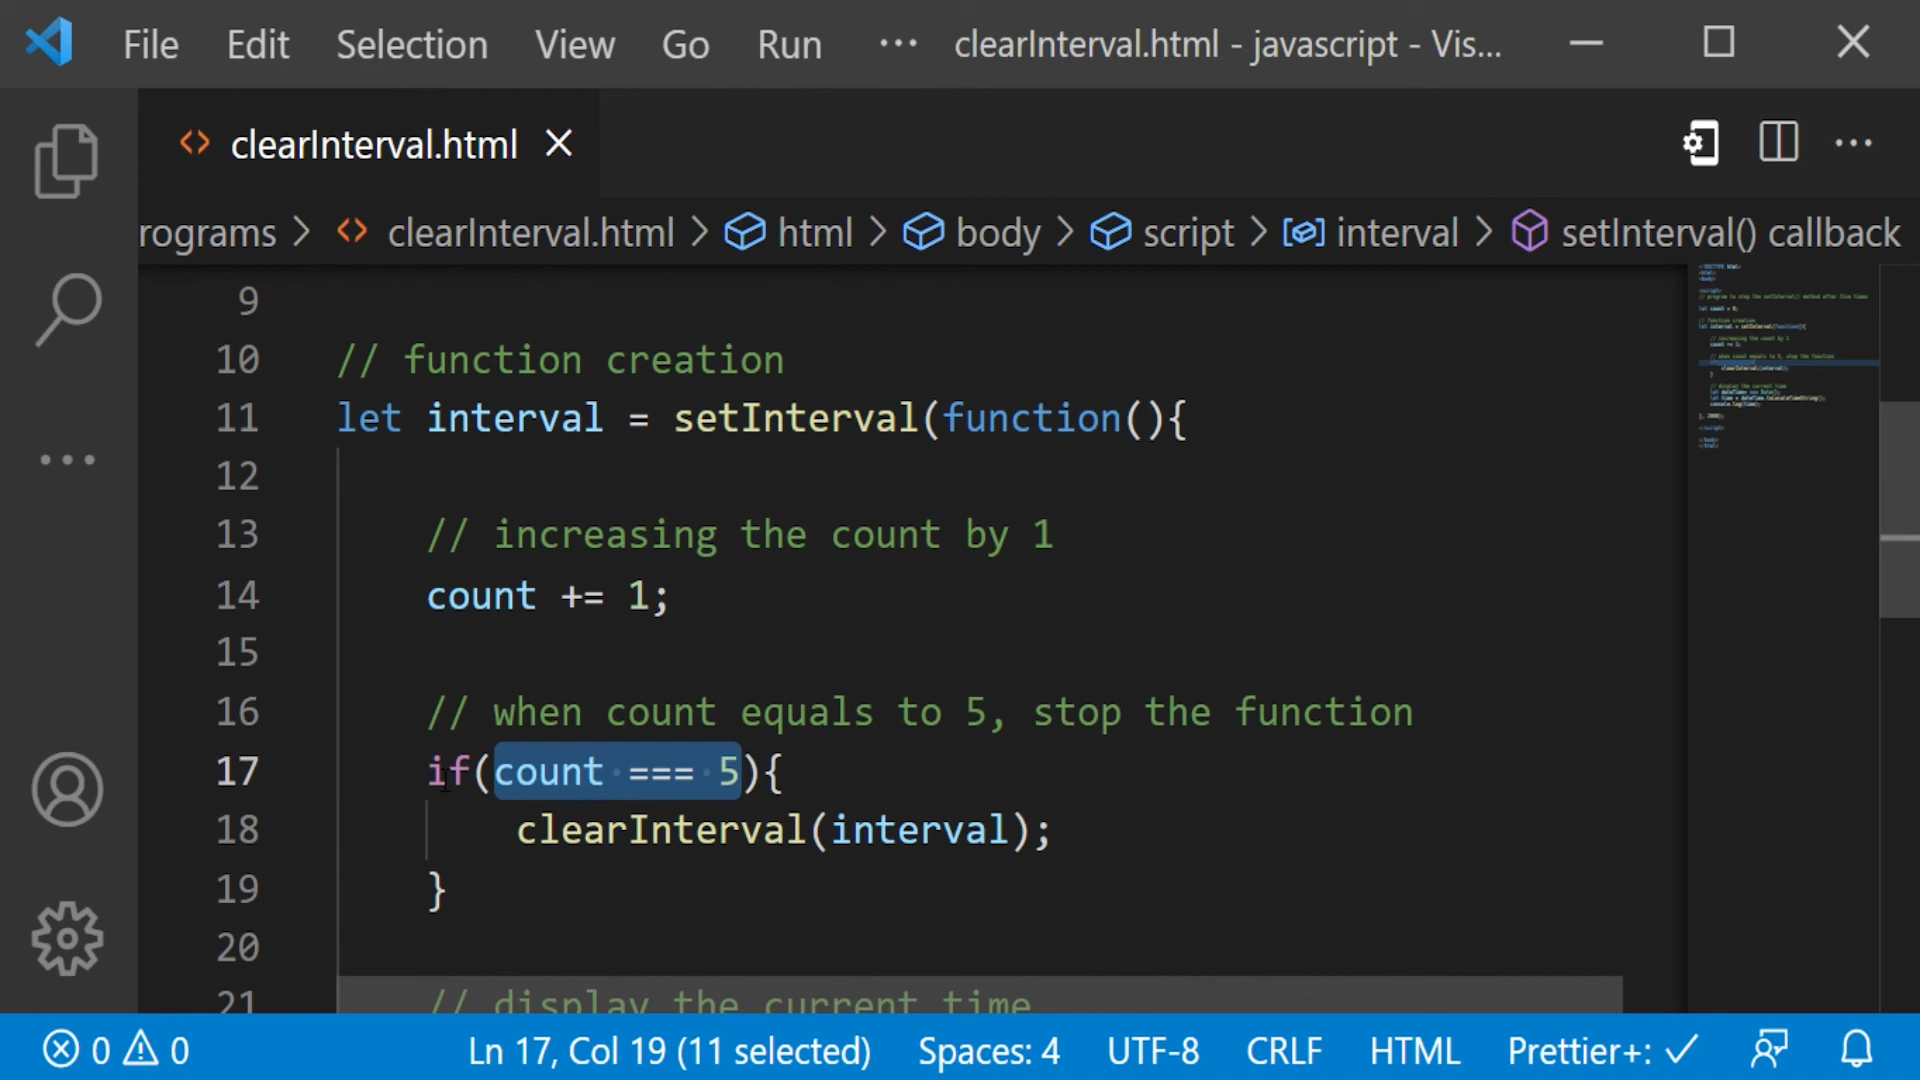 File Edit Selection View Go Run ··· clearInterval.html - javascript - Vis...
clearInterval.html
rograms > clearInterval.html > html > body > script > interval > setInterval() callback
9
10 // function creation
11 let interval = setInterval(function(){
12
13 // increasing the count by 1
14 count += 1;
15
16 // when count equals to 5, stop the function
17 if(count === 5){
18 clearInterval(interval);
19 }
20
21 // display the current time
0 0 Ln 17, Col 19 (11 selected) Spaces: 4 UTF-8 CRLF HTML Prettier+: ✓